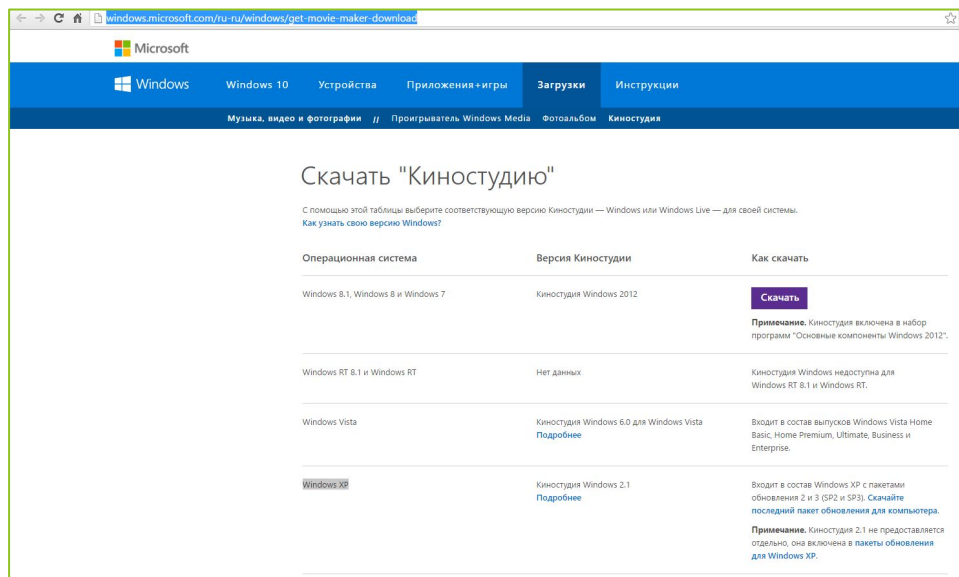 windows.microsoft.com/ru-ru/windows/get-movie-maker-download
Microsoft
Windows Windows 10 Устройства Приложения+игры Загрузки Инструкции
Музыка, видео и фотографии // Проигрыватель Windows Media Фотоальбом Киностудия
Скачать "Киностудию"
С помощью этой таблицы выберите соответствующую версию Киностудии — Windows или Windows Live — для своей системы.
Как узнать свою версию Windows?
Операционная система Версия Киностудии Как скачать
Windows 8.1, Windows 8 и Windows 7 Киностудия Windows 2012 Скачать
Примечание. Киностудия включена в набор
программ "Основные компоненты Windows 2012".
Windows RT 8.1 и Windows RT Нет данных Киностудия Windows недоступна для
Windows RT 8.1 и Windows RT.
Windows Vista Киностудия Windows 6.0 для Windows Vista Входит в состав выпусков Windows Vista Home
Подробнее Basic, Home Premium, Ultimate, Business и
Enterprise.
Windows XP Киностудия Windows 2.1 Входит в состав Windows XP с пакетами
Подробнее обновления 2 и 3 (SP2 и SP3). Скачайте
последний пакет обновления для компьютера.
Примечание. Киностудия 2.1 не предоставляется
отдельно, она включена в пакеты обновления
для Windows XP.